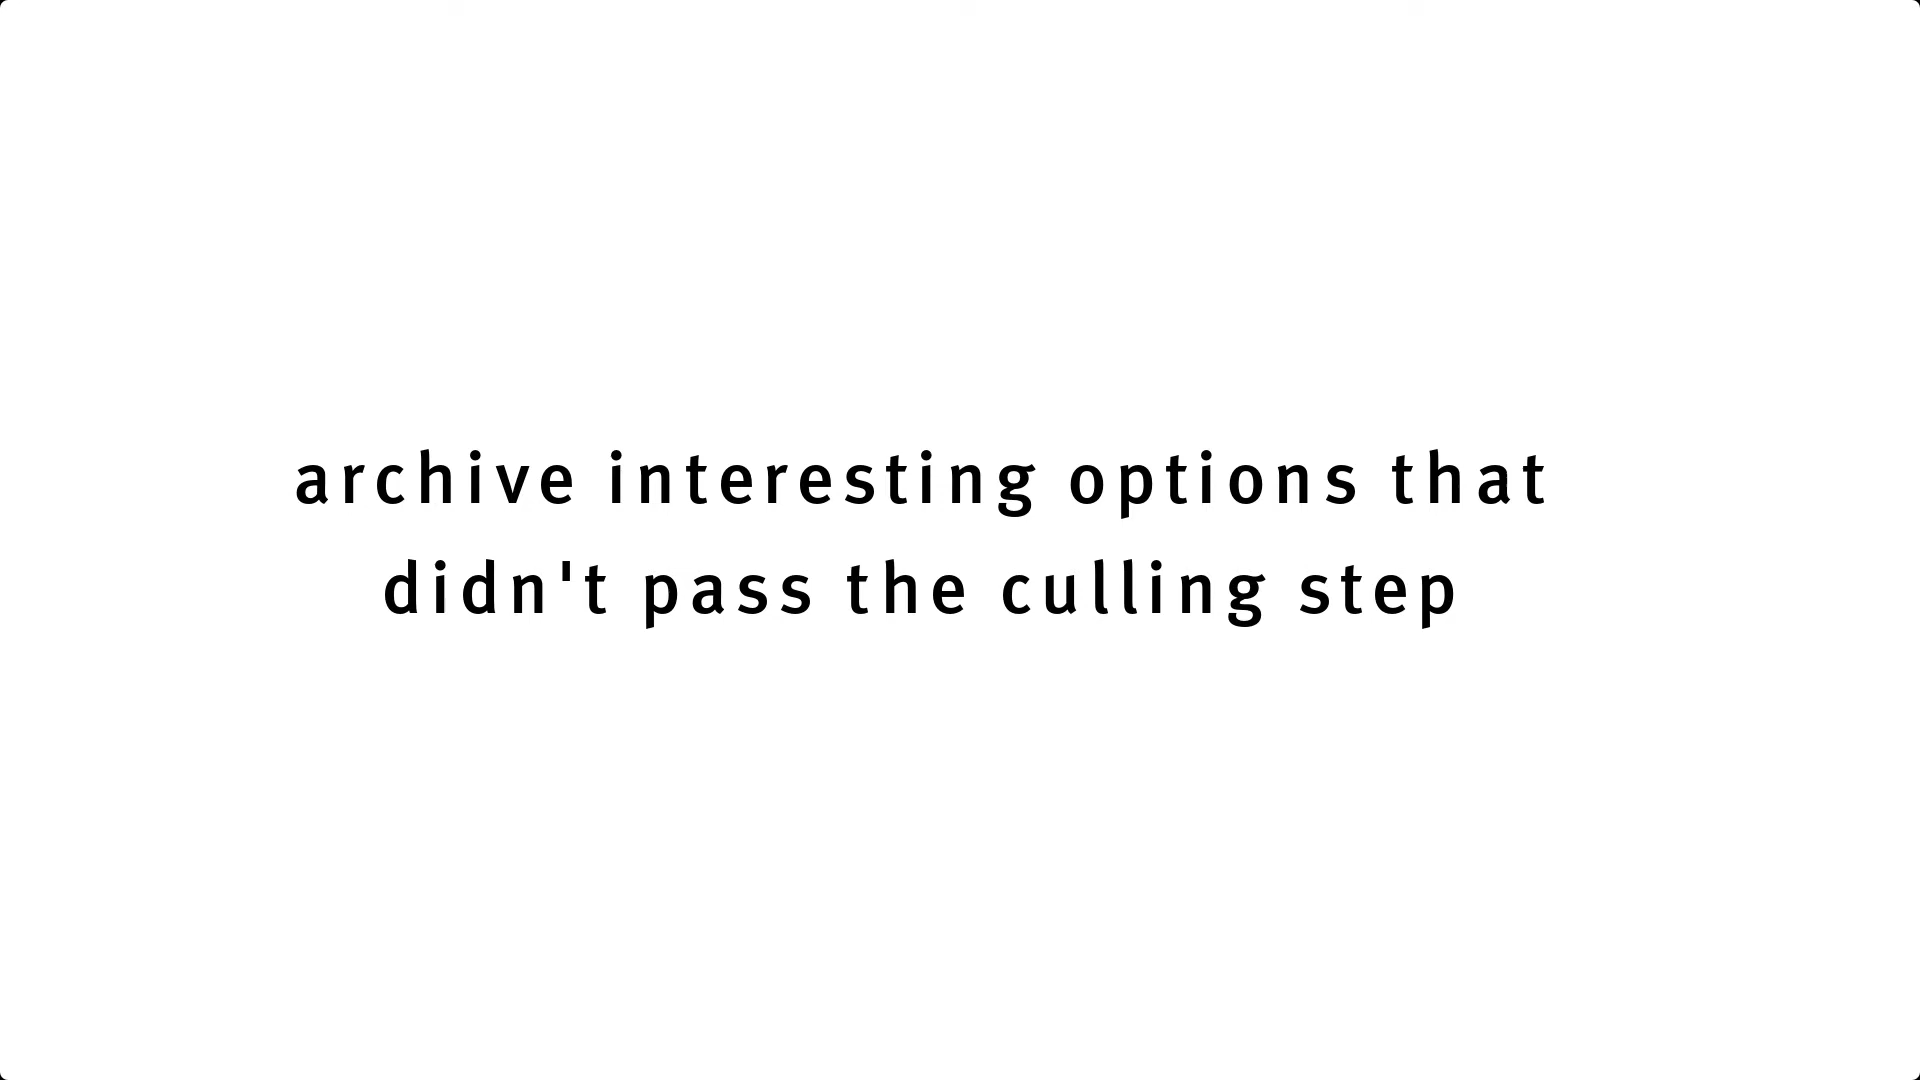 archive interesting options that
didn't pass the culling step